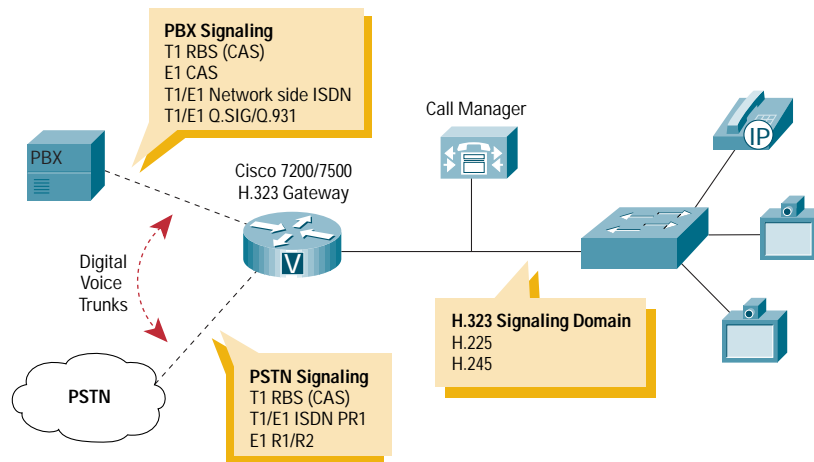 PBX Signaling
T1 RBS (CAS)
E1 CAS
T1/E1 Network side ISDN
T1/E1 Q.SIG/Q.931
PBX
Cisco 7200/7500
H.323 Gateway
V
Call Manager
IP
Digital
Voice
Trunks
H.323 Signaling Domain
H.225
H.245
PSTN
PSTN Signaling
T1 RBS (CAS)
T1/E1 ISDN PR1
E1 R1/R2